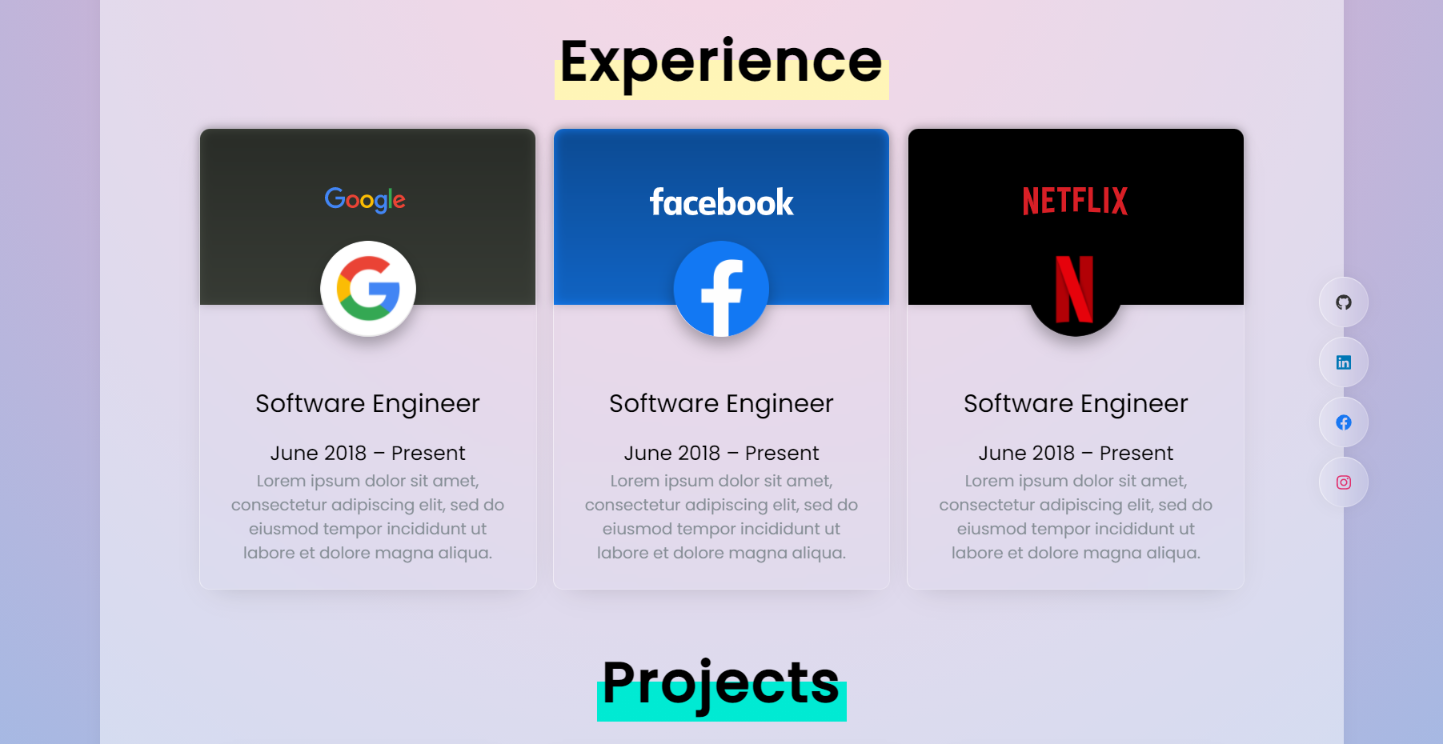 Experience
Google
facebook
NETFLIX
Software Engineer
June 2018 – Present
Lorem ipsum dolor sit amet,
consectetur adipiscing elit, sed do
eiusmod tempor incididunt ut
labore et dolore magna aliqua.
Software Engineer
June 2018 – Present
Lorem ipsum dolor sit amet,
consectetur adipiscing elit, sed do
eiusmod tempor incididunt ut
labore et dolore magna aliqua.
Software Engineer
June 2018 – Present
Lorem ipsum dolor sit amet,
consectetur adipiscing elit, sed do
eiusmod tempor incididunt ut
labore et dolore magna aliqua.
Projects